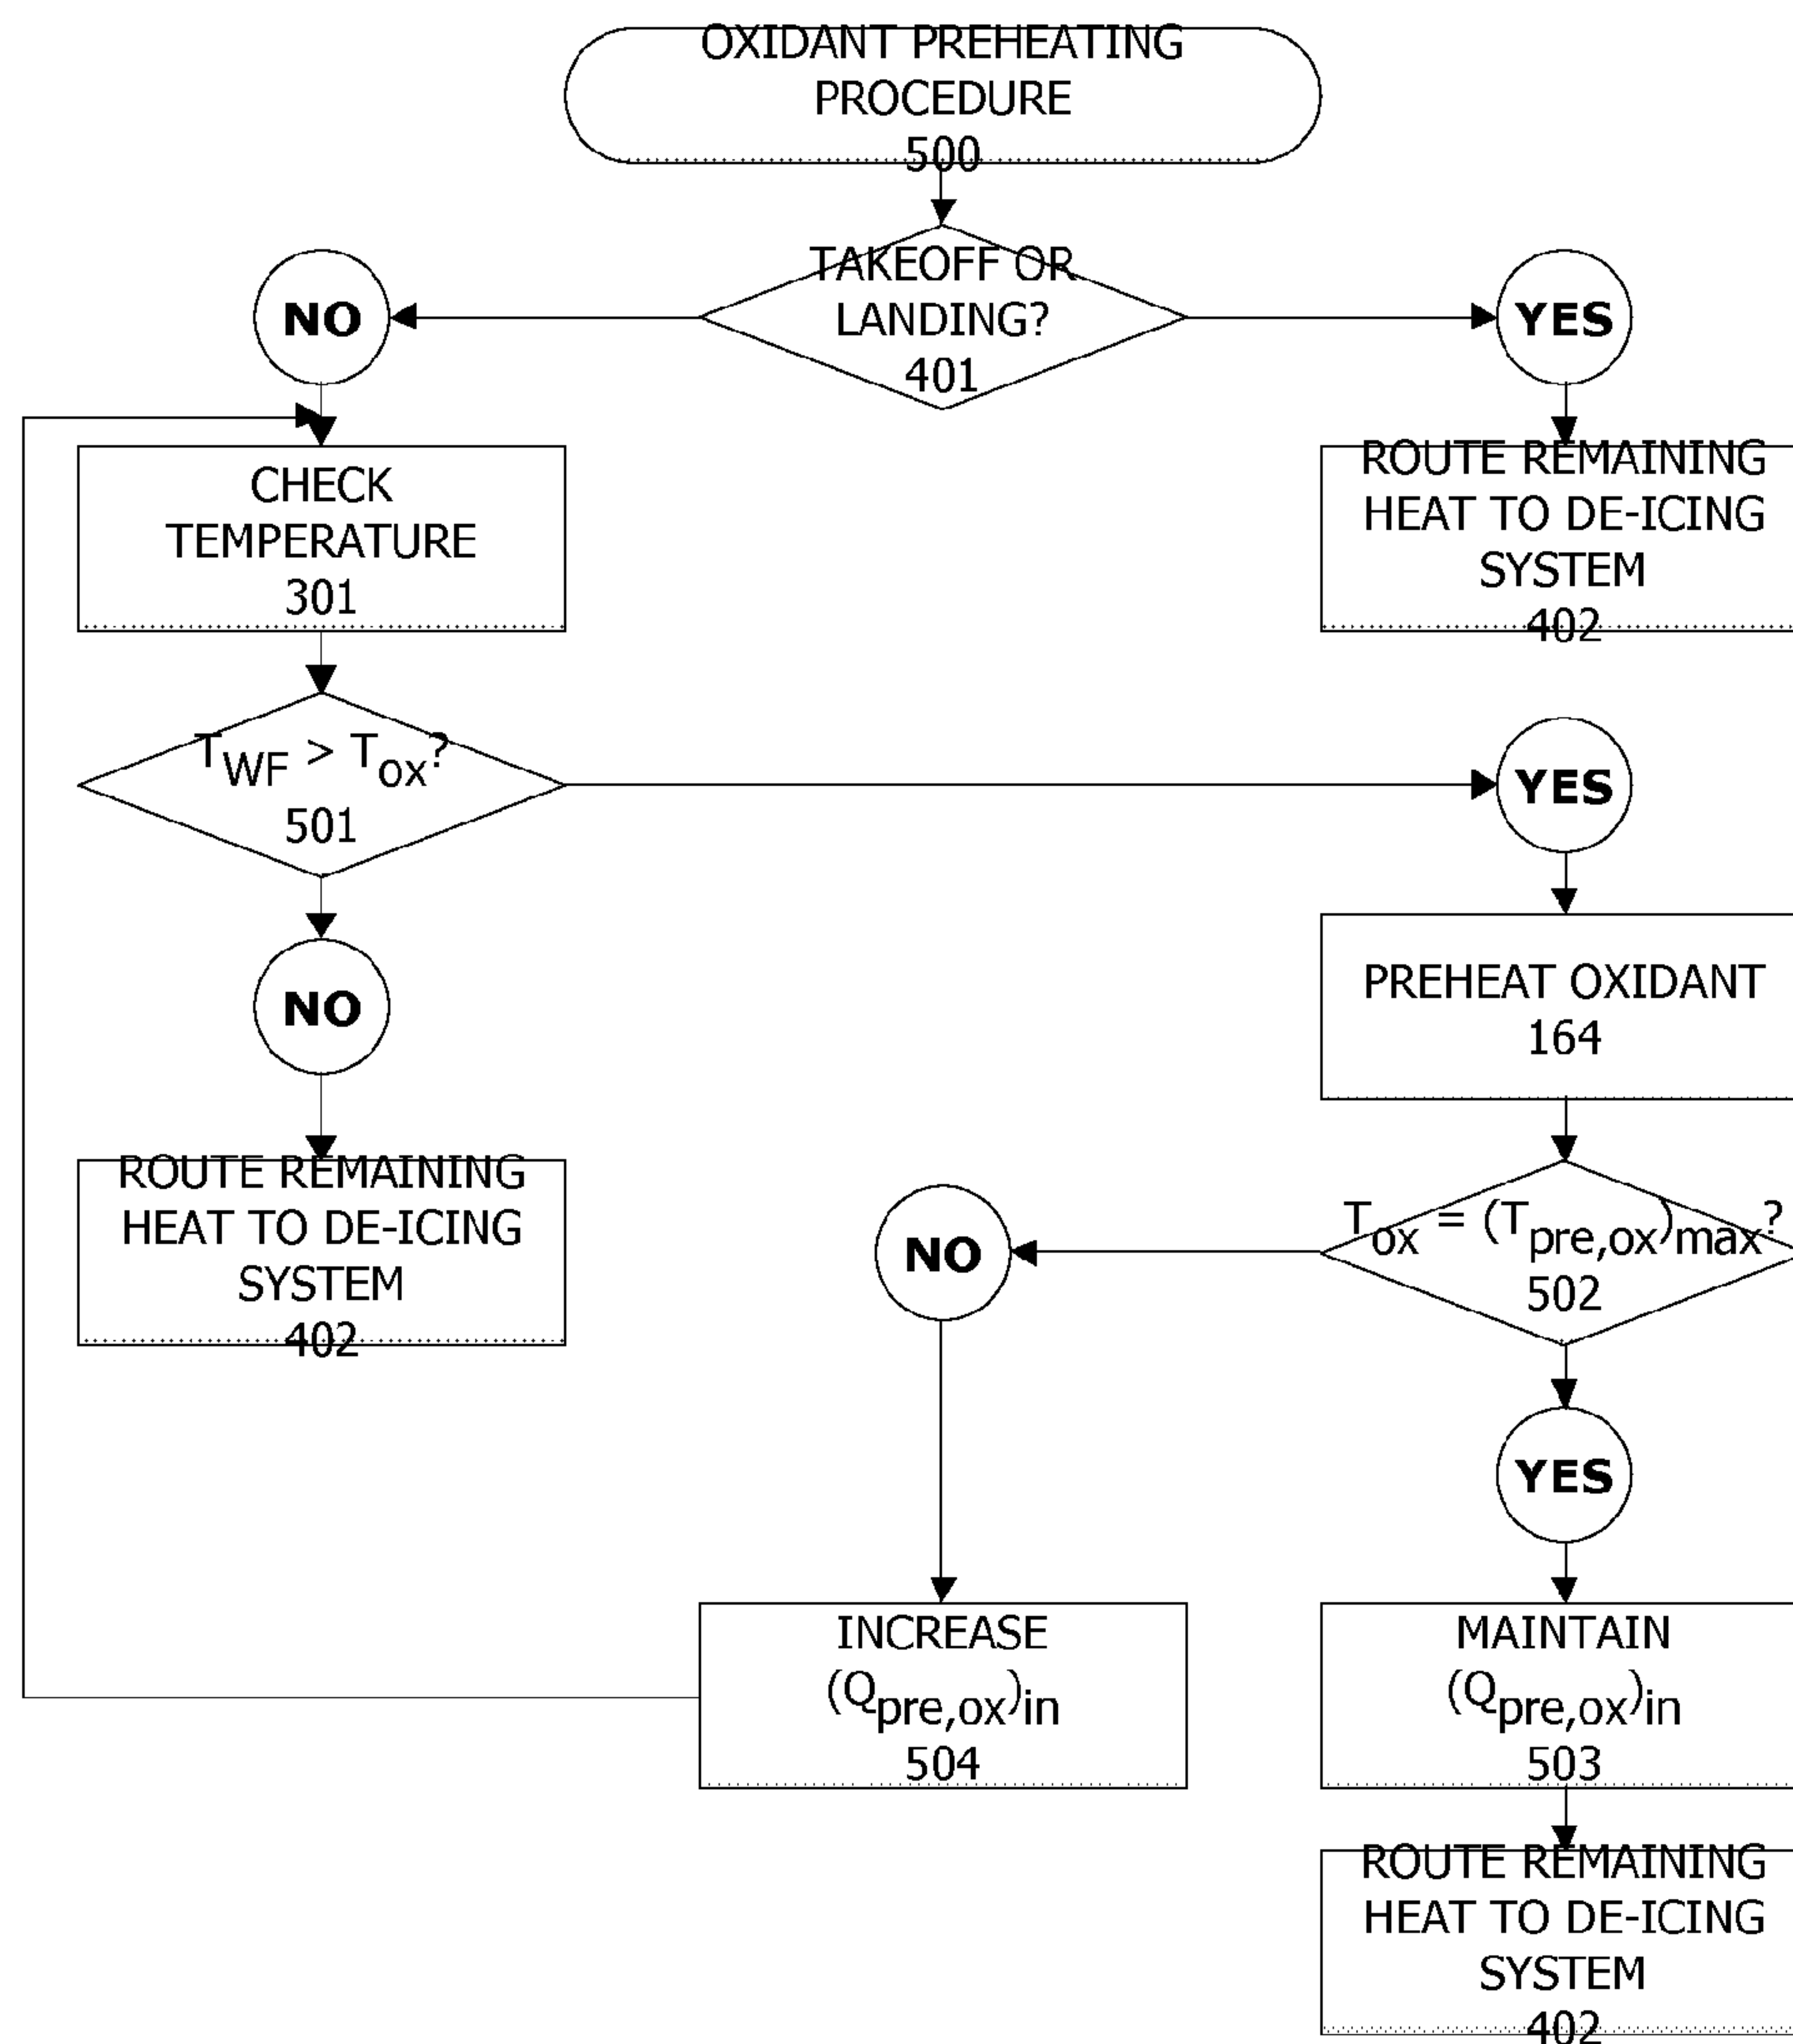 OXIDANT PREHEATING
PROCEDURE
500
TAKEOFF OR
LANDING?
401
NO
YES
CHECK
TEMPERATURE
301
ROUTE REMAINING
HEAT TO DE-ICING
SYSTEM
402
TWF > Tox?
501
YES
NO
PREHEAT OXIDANT
164
ROUTE REMAINING
HEAT TO DE-ICING
SYSTEM
402
NO
Tox = (Tpre,ox)max?
502
YES
INCREASE
(Qpre,ox)in
504
MAINTAIN
(Qpre,ox)in
503
ROUTE REMAINING
HEAT TO DE-ICING
SYSTEM
402